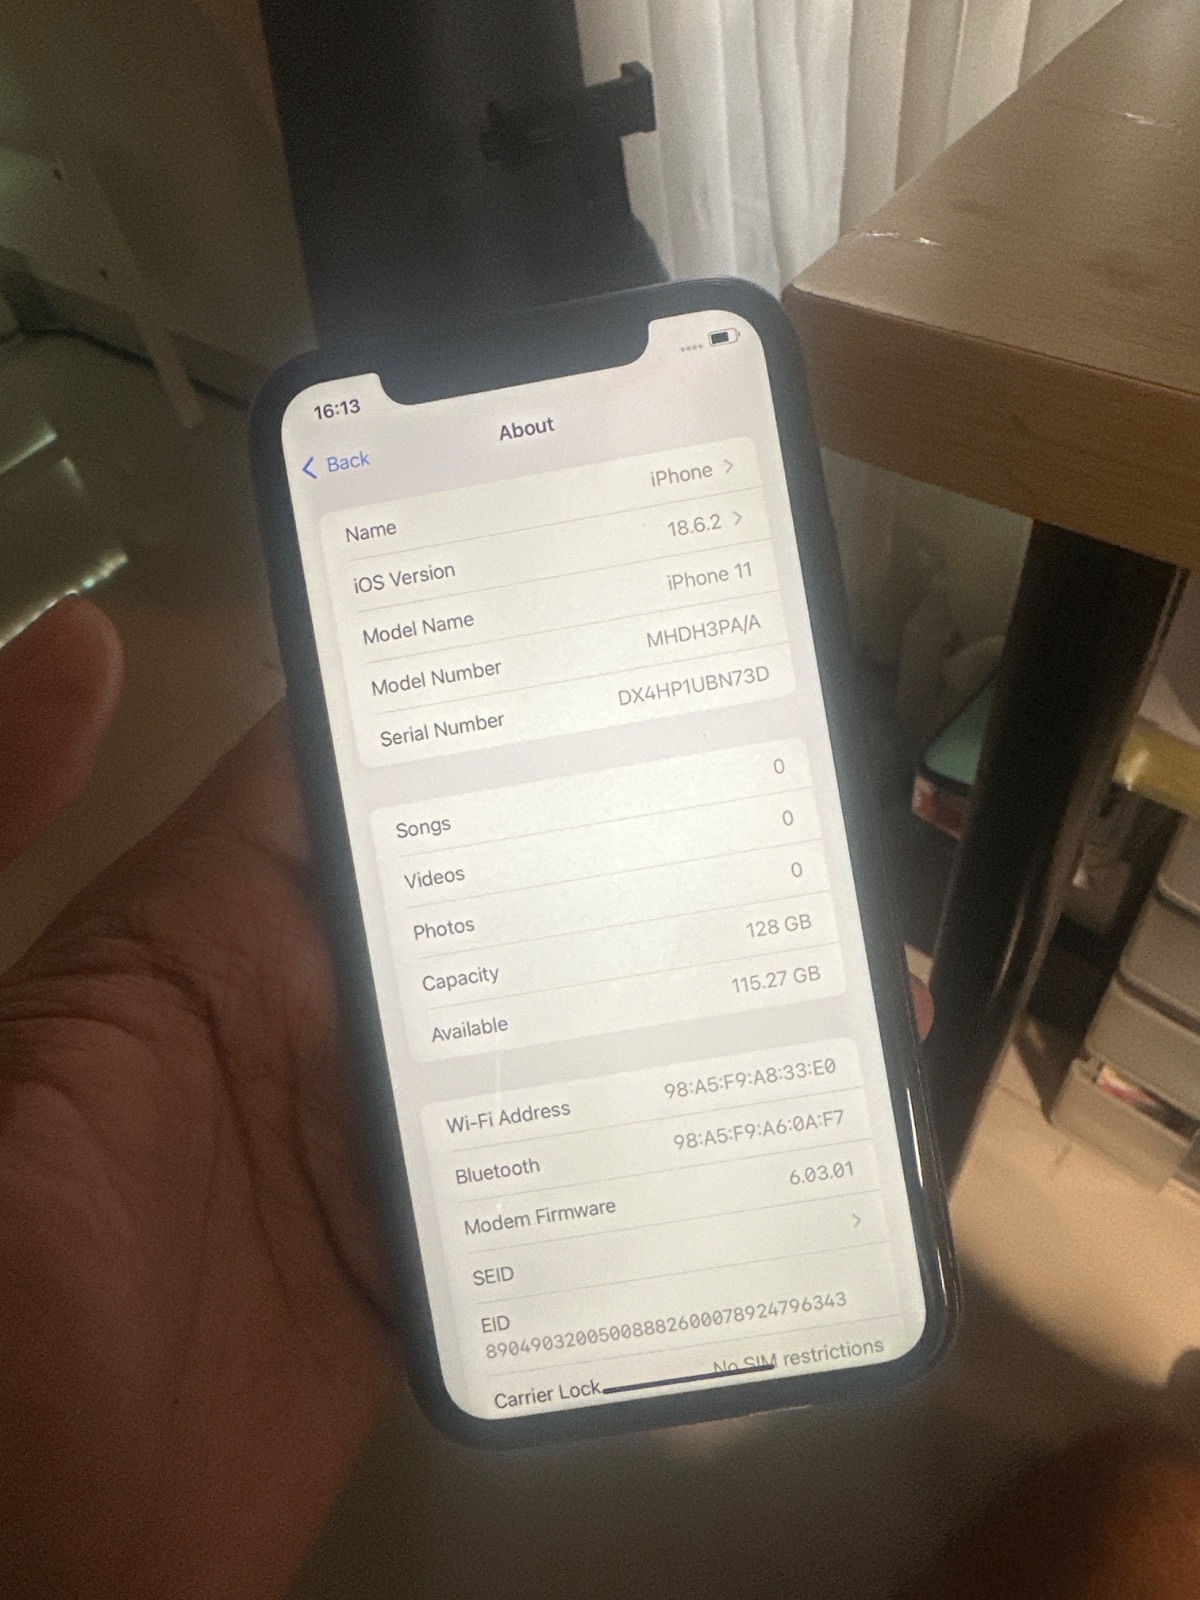 16:13
Back
About
Name iPhone
iOS Version 18.6.2
Model Name iPhone 11
Model Number MHDH3PA/A
Serial Number DX4HP1UBN73D
Songs 0
Videos 0
Photos 0
Capacity 128 GB
Available 115.27 GB
Wi-Fi Address 98:A5:F9:A8:33:E0
Bluetooth 98:A5:F9:A6:0A:F7
Modem Firmware 6.03.01
SEID
EID
89049032005008882600078924796343
Carrier Lock No SIM restrictions